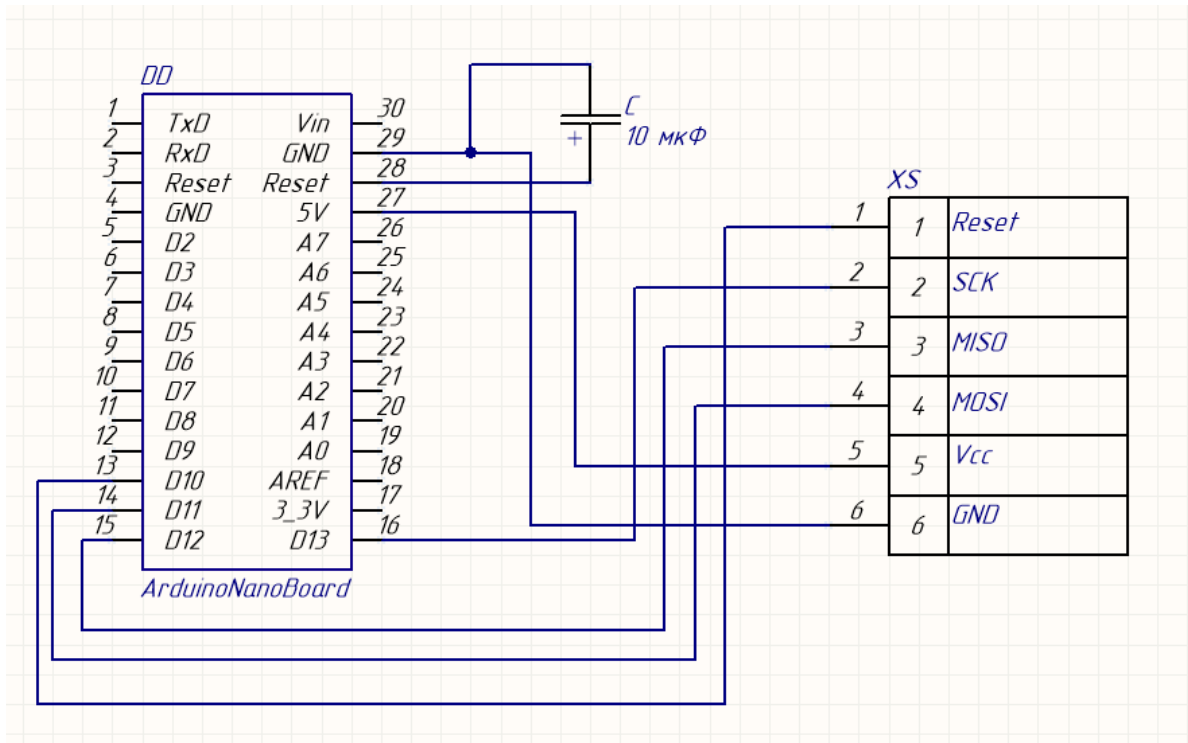 DD
1 TxD Vin 30
2 RxD GND 29
3 Reset Reset 28
4 GND 5V 27
5 D2 A7 26
6 D3 A6 25
7 D4 A5 24
8 D5 A4 23
9 D6 A3 22
10 D7 A2 21
11 D8 A1 20
12 D9 A0 19
13 D10 AREF 18
14 D11 3_3V 17
15 D12 D13 16
ArduinoNanoBoard
C
+ 10 мкФ
XS
1 1 Reset
2 2 SCK
3 3 MISO
4 4 MOSI
5 5 Vcc
6 6 GND